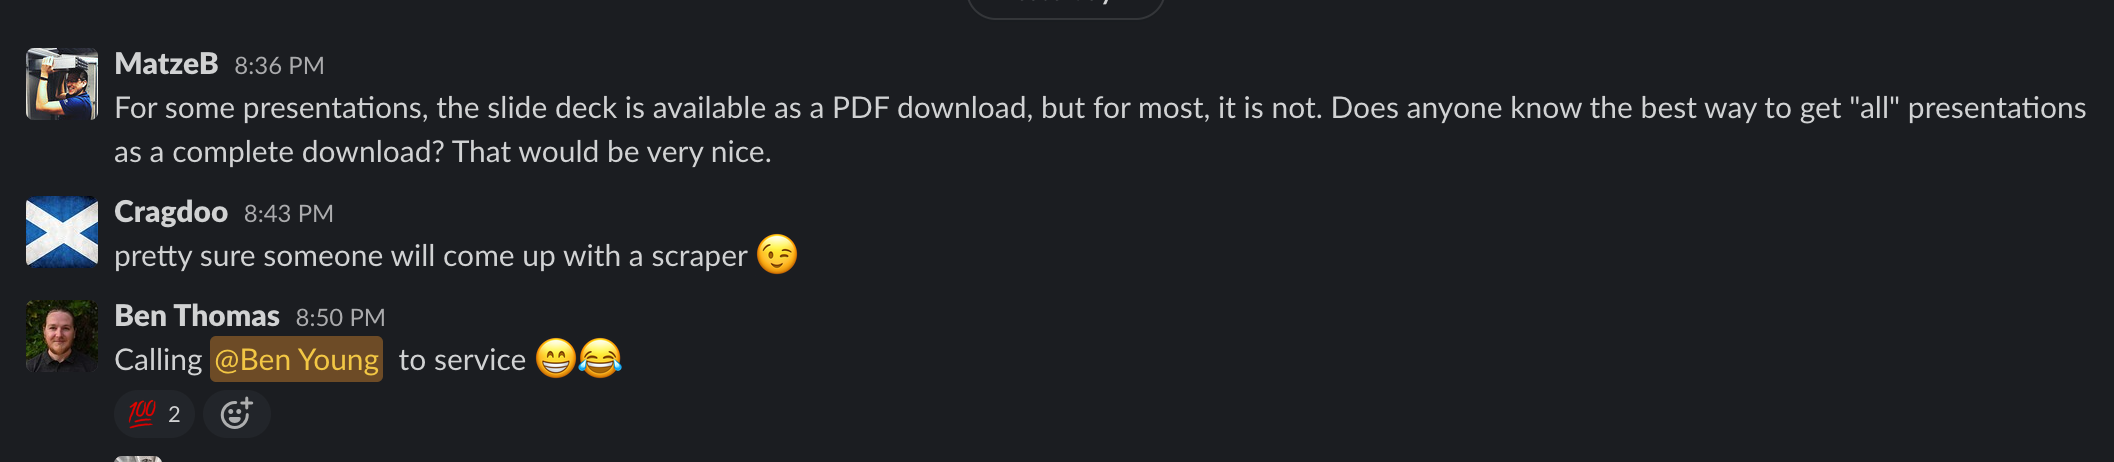 MatzeB 8:36 PM
For some presentations, the slide deck is available as a PDF download, but for most, it is not. Does anyone know the best way to get "all" presentations
as a complete download? That would be very nice.
Cragdoo 8:43 PM
pretty sure someone will come up with a scraper 😉
Ben Thomas 8:50 PM
Calling @Ben Young to service 😁😂
💯 2